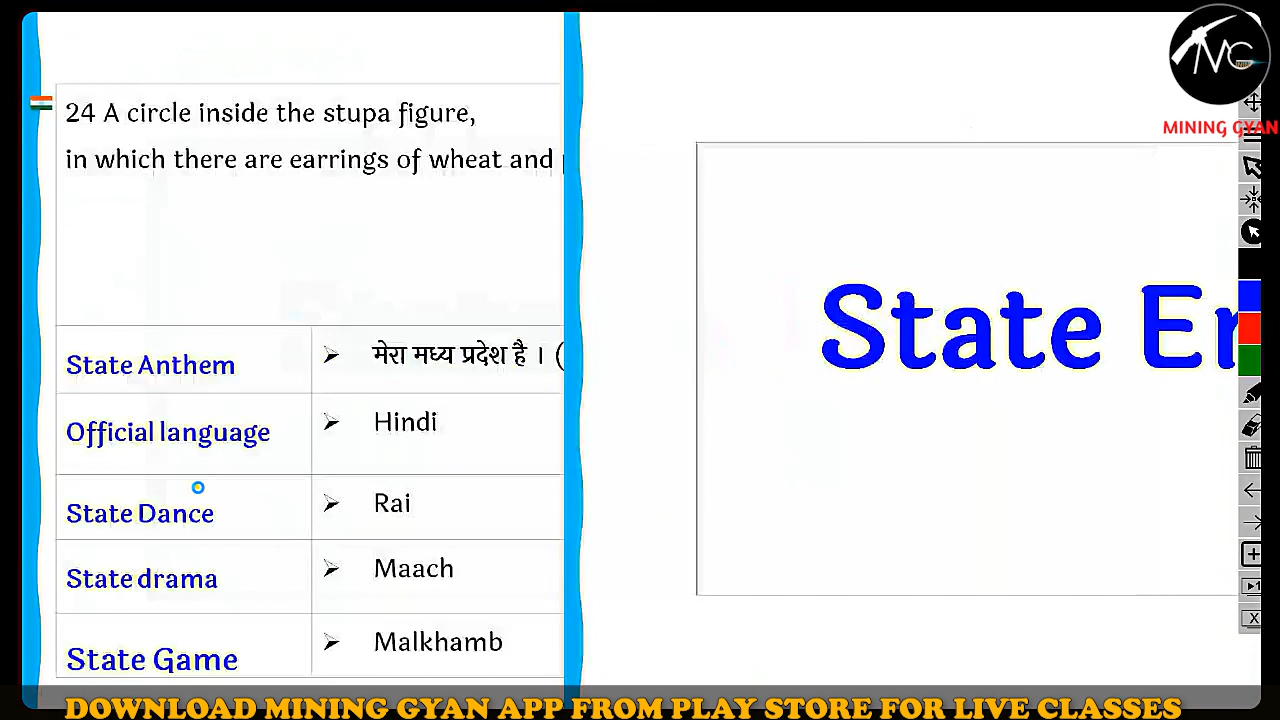 24 A circle inside the stupa figure,
in which there are earrings of wheat and
State Anthem
मेरा मध्य प्रदेश है । (
Official language
Hindi
State Dance
Rai
State drama
Maach
State Game
Malkhamb
State
MG
MINING GYAN
DOWNLOAD MINING GYAN APP FROM PLAY STORE FOR LIVE CLASSES